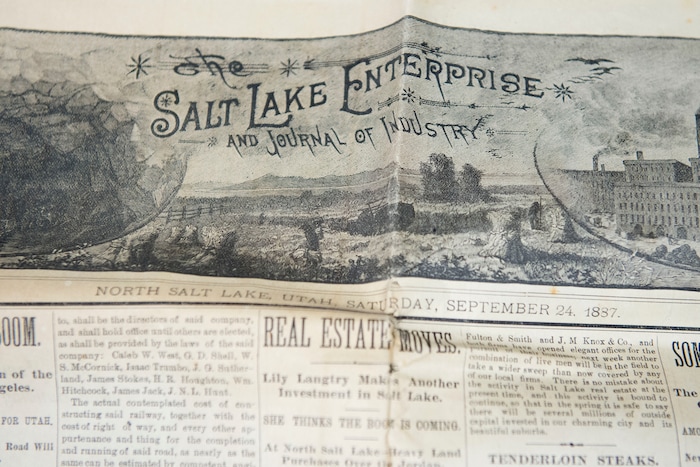 The
SALT LAKE ENTERPRISE
AND JOURNAL OF INDUSTRY
NORTH SALT LAKE, UTAH, SATURDAY, SEPTEMBER 24. 1887.
OOM.
n of the
geles.
FOR UTAH,
Road Will
to, shall be the directors of said company,
and shall hold office until others are elected,
as shall be provided by the laws of the said
company: Caleb W. West, G. D. Shell, W.
S. McCornick, Isaac Trumbo, J. G. Suther-
land, James Stokes, H. R. Houghton, Wm.
Hitchcock, James Jack, J. N. L. Hunt.
The actual contemplated cost of con-
structing said railway, together with the
cost of right of way, and every other ap-
purtenance and thing for the completion
and running of said road, as nearly as the
same can be estimated by competent
REAL ESTATE MOVES.
Lily Langtry Makes Another
Investment in Salt Lake.
SHE THINKS THE BOOM IS COMING.
At North Salt Lake Heavy Land
Purchases Over the Jordan.
Fulton & Smith and J. M Knox & Co., and
have opened elegant offices for the
combination of live men will be in the field to
take a wider sweep than now covered by any
of our local firms. There is no mistake about
the activity in Salt Lake real estate at the
present time, and this activity is bound to
continue, so that in the spring it is safe to say
there will be several millions of outside
capital invested in our charming city and its
beautiful suburbs.
TENDERLOIN STEAKS.
SOM
AMO